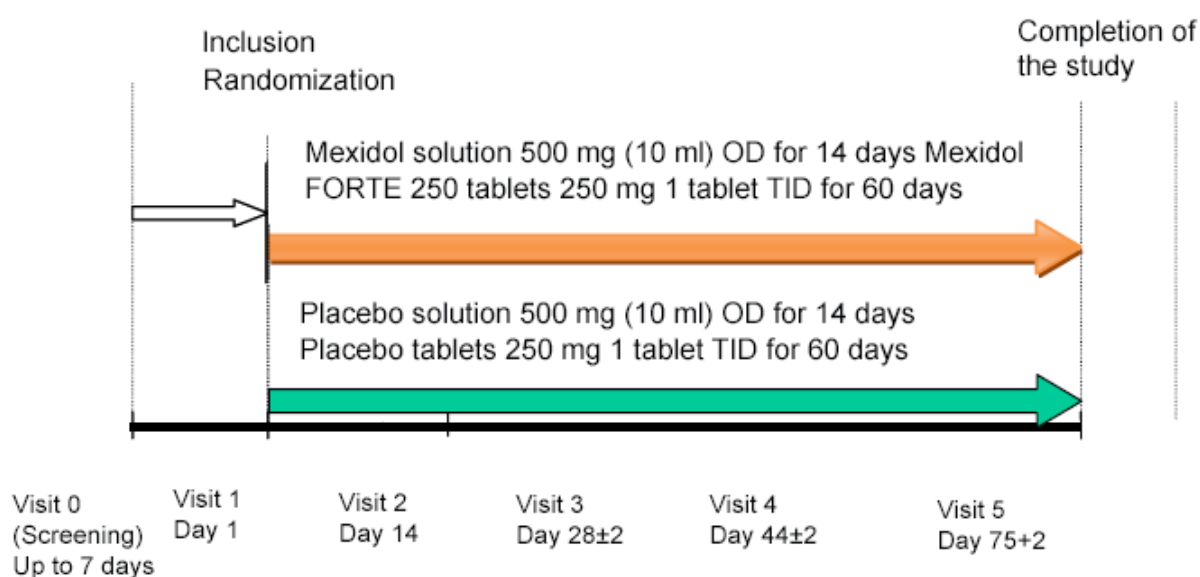 Inclusion
Randomization
Completion of
the study
Mexidol solution 500 mg (10 ml) OD for 14 days Mexidol
FORTE 250 tablets 250 mg 1 tablet TID for 60 days
Placebo solution 500 mg (10 ml) OD for 14 days
Placebo tablets 250 mg 1 tablet TID for 60 days
Visit 0
(Screening)
Up to 7 days
Visit 1
Day 1
Visit 2
Day 14
Visit 3
Day 28±2
Visit 4
Day 44±2
Visit 5
Day 75+2